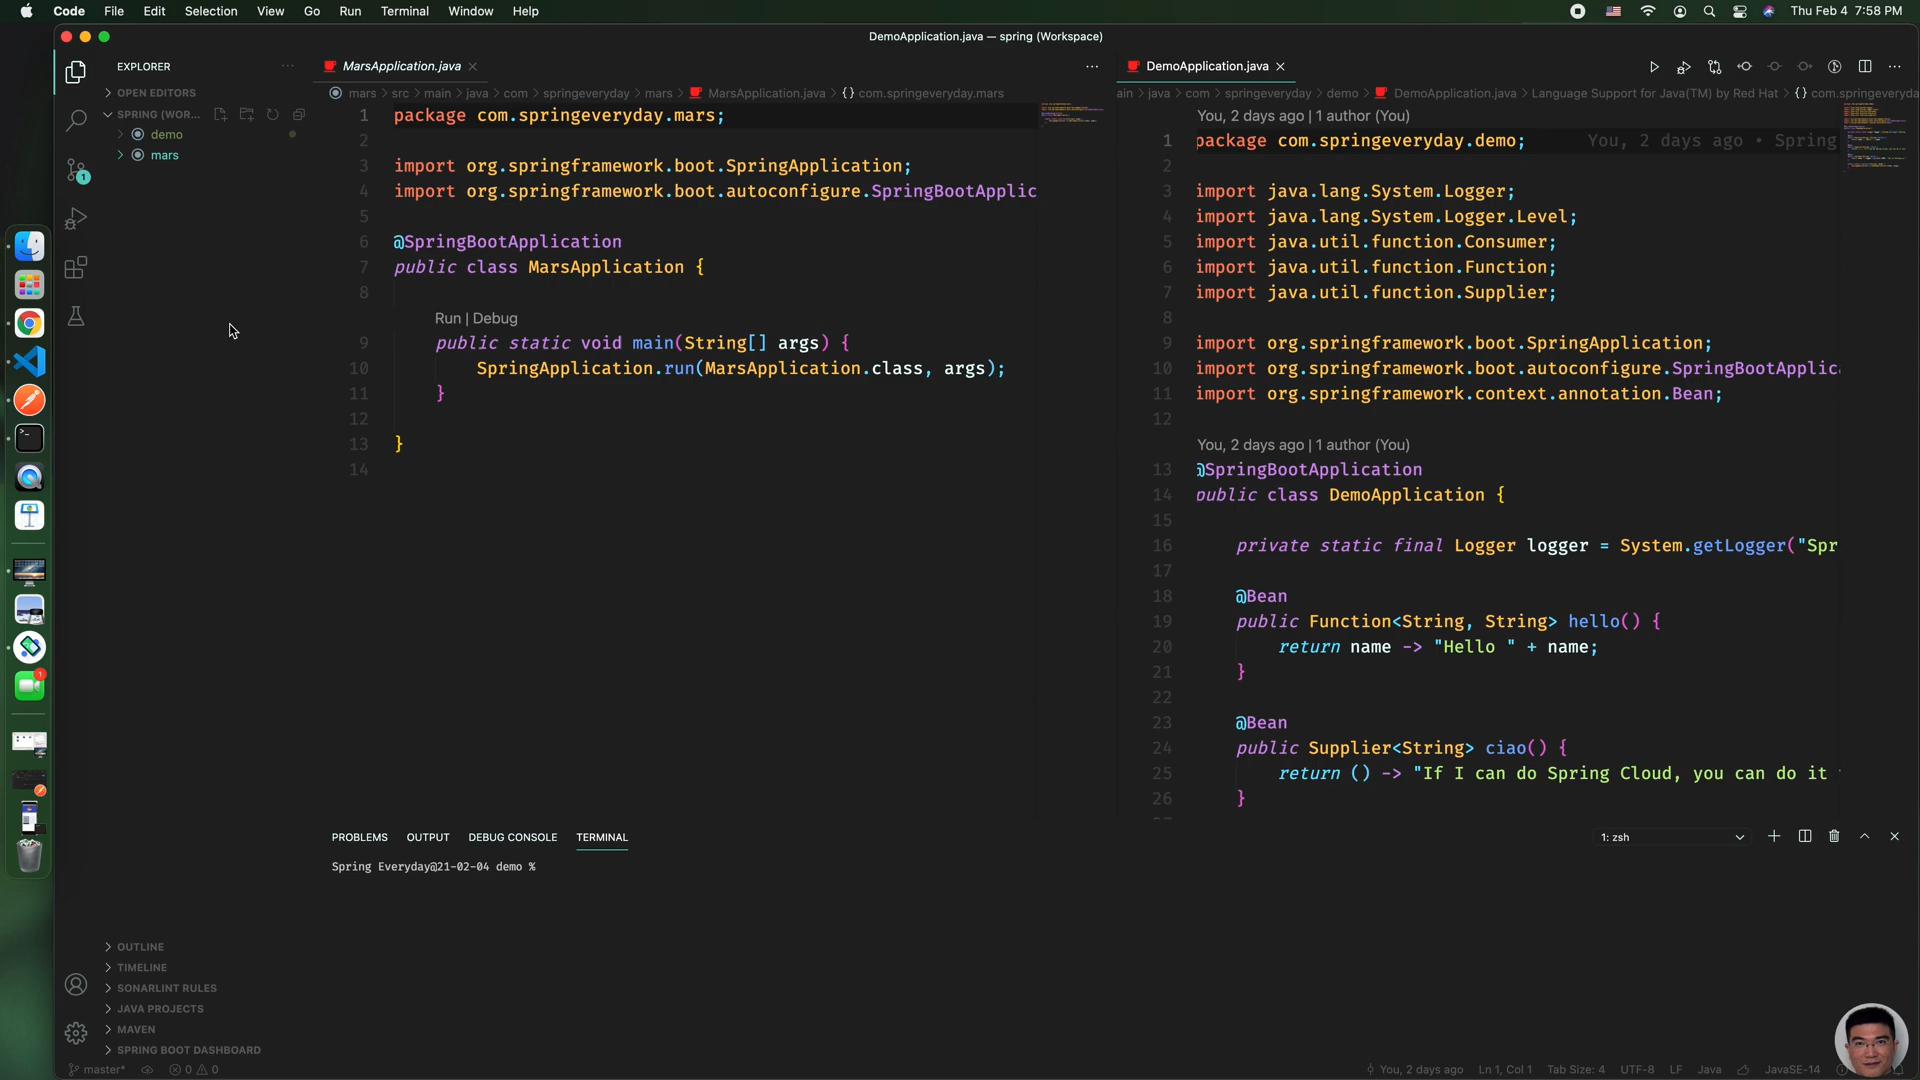 Code File Edit Selection View Go Run Terminal Window Help
Thu Feb 4 7:58 PM
DemoApplication.java — spring (Workspace)
EXPLORER
OPEN EDITORS
SPRING (WOR...
demo
mars
OUTLINE
TIMELINE
SONARLINT RULES
JAVA PROJECTS
MAVEN
SPRING BOOT DASHBOARD
MarsApplication.java
mars > src > main > java > com > springeveryday > mars > MarsApplication.java > {} com.springeveryday.mars
1 package com.springeveryday.mars;
2
3 import org.springframework.boot.SpringApplication;
4 import org.springframework.boot.autoconfigure.SpringBootApplic
5
6 @SpringBootApplication
7 public class MarsApplication {
8
Run | Debug
9 public static void main(String[] args) {
10 SpringApplication.run(MarsApplication.class, args);
11 }
12
13 }
14
DemoApplication.java
ain > java > com > springeveryday > demo > DemoApplication.java > Language Support for Java(TM) by Red Hat > {} com.springeveryda
You, 2 days ago | 1 author (You)
1 package com.springeveryday.demo; You, 2 days ago • Spring
2
3 import java.lang.System.Logger;
4 import java.lang.System.Logger.Level;
5 import java.util.function.Consumer;
6 import java.util.function.Function;
7 import java.util.function.Supplier;
8
9 import org.springframework.boot.SpringApplication;
10 import org.springframework.boot.autoconfigure.SpringBootApplica
11 import org.springframework.context.annotation.Bean;
12
You, 2 days ago | 1 author (You)
13 @SpringBootApplication
14 public class DemoApplication {
15
16 private static final Logger logger = System.getLogger("Spr
17
18 @Bean
19 public Function<String, String> hello() {
20 return name -> "Hello " + name;
21 }
22
23 @Bean
24 public Supplier<String> ciao() {
25 return () -> "If I can do Spring Cloud, you can do it
26 }
PROBLEMS OUTPUT DEBUG CONSOLE TERMINAL
1: zsh
Spring Everyday@21-02-04 demo %
master* 0 0
You, 2 days ago Ln 1, Col 1 Tab Size: 4 UTF-8 LF Java JavaSE-14